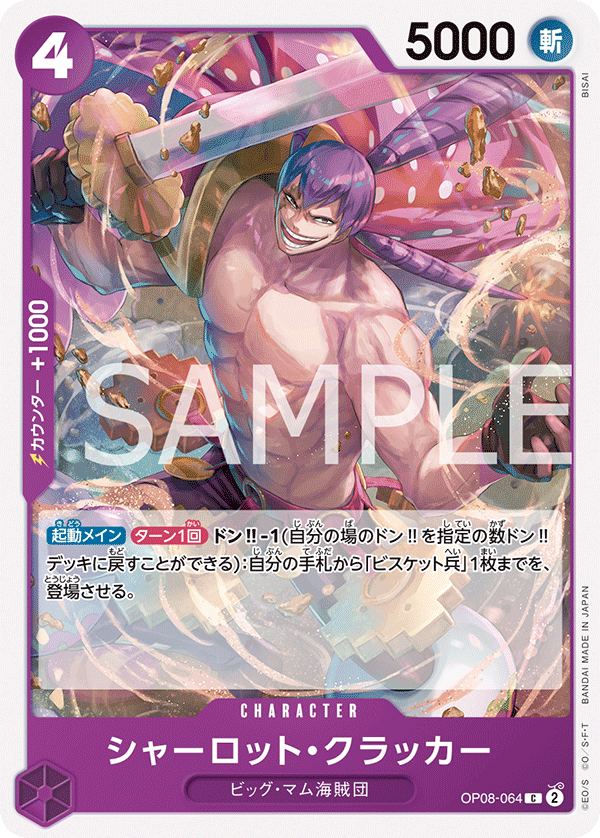 4
5000 斬
BISAI
カウンター +1000
SAMPLE
起動メイン ターン1回 ドン‼-1(自分の場のドン‼を指定の数ドン‼
デッキに戻すことができる):自分の手札から「ビスケット兵」1枚までを、
登場させる。
CHARACTER
シャーロット・クラッカー
ビッグ・マム海賊団
OP08-064 C 2
©E.O/S ©O/S・F・T BANDAI MADE IN JAPAN